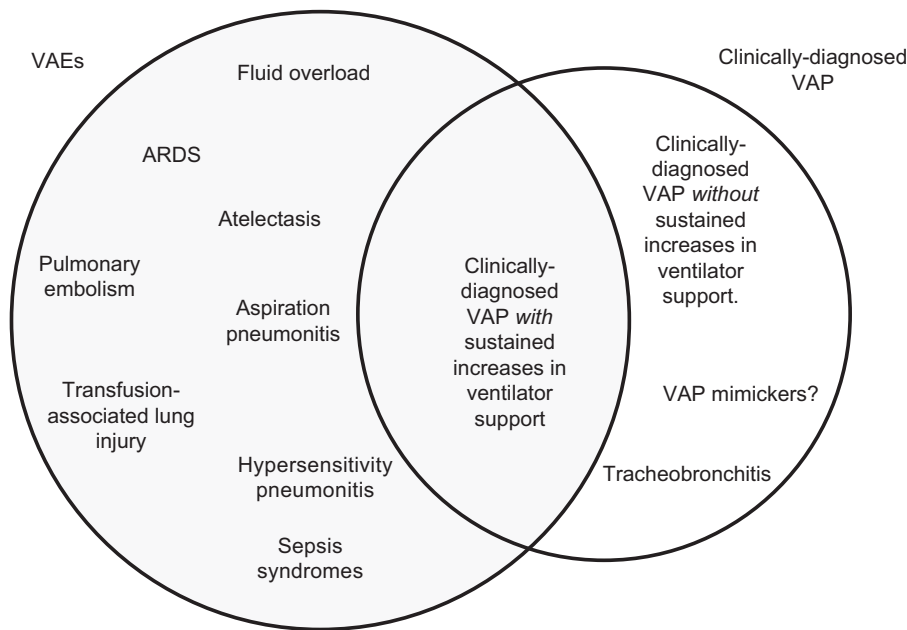 VAEs
Fluid overload
ARDS
Atelectasis
Pulmonary
embolism
Aspiration
pneumonitis
Transfusion-
associated lung
injury
Hypersensitivity
pneumonitis
Sepsis
syndromes
Clinically-
diagnosed
VAP with
sustained
increases in
ventilator
support
Clinically-diagnosed
VAP
Clinically-
diagnosed
VAP without
sustained
increases in
ventilator
support.
VAP mimickers?
Tracheobronchitis